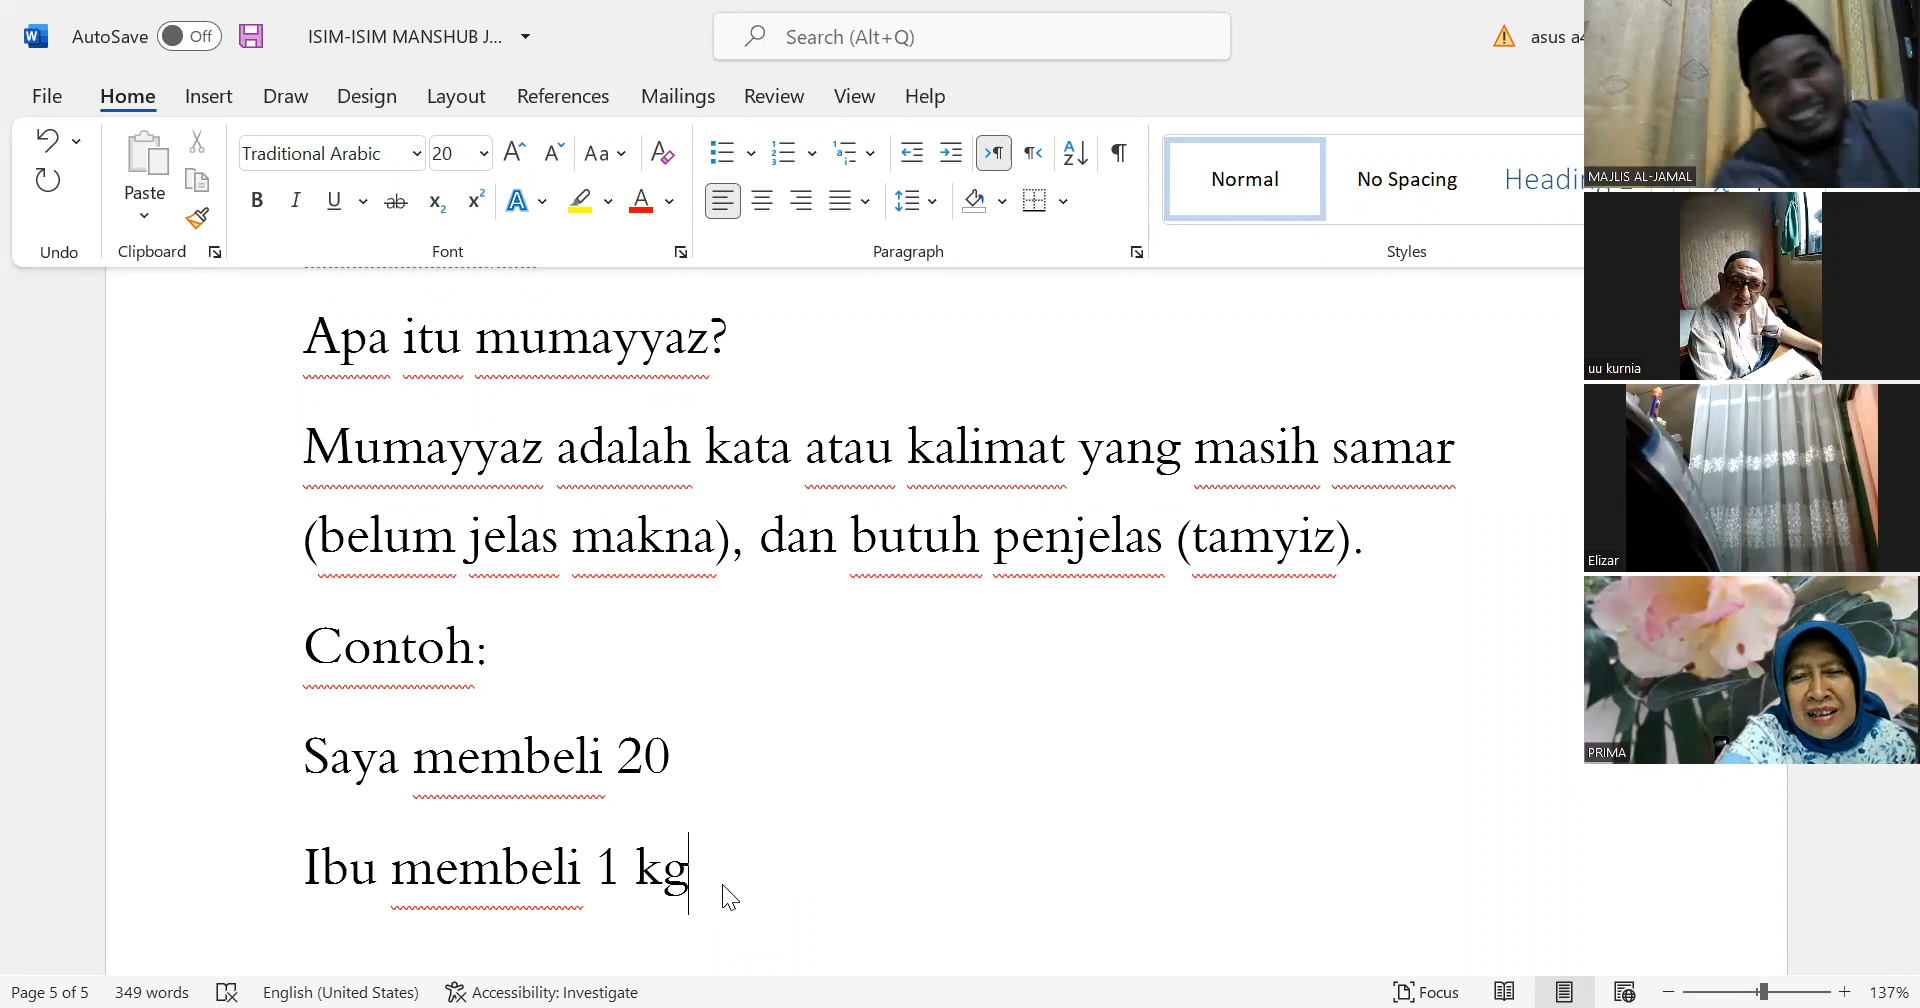 AutoSave Off ISIM-ISIM MANSHUB J... Search (Alt+Q) asus a4
File Home Insert Draw Design Layout References Mailings Review View Help
Paste
Traditional Arabic 20
Normal No Spacing Heading
Undo Clipboard Font Paragraph Styles
Apa itu mumayyaz?
Mumayyaz adalah kata atau kalimat yang masih samar
(belum jelas makna), dan butuh penjelas (tamyiz).
Contoh:
Saya membeli 20
Ibu membeli 1 kg
MAJLIS AL-JAMAL
uu kurnia
Elizar
PRIMA
Page 5 of 5 349 words English (United States) Accessibility: Investigate Focus 137%